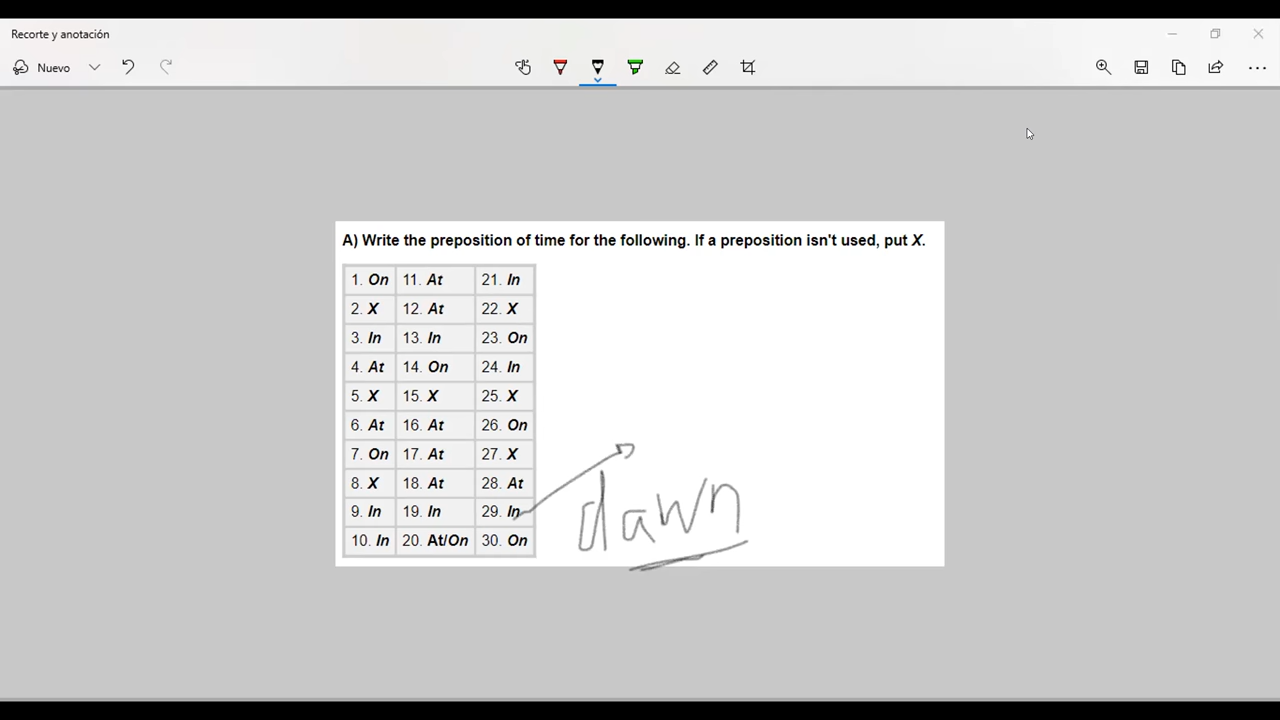 Recorte y anotación
Nuevo
A) Write the preposition of time for the following. If a preposition isn't used, put X.
1. On 11. At 21. In
2. X 12. At 22. X
3. In 13. In 23. On
4. At 14. On 24. In
5. X 15. X 25. X
6. At 16. At 26. On
7. On 17. At 27. X
8. X 18. At 28. At
9. In 19. In 29. In
10. In 20. At/On 30. On
dawn